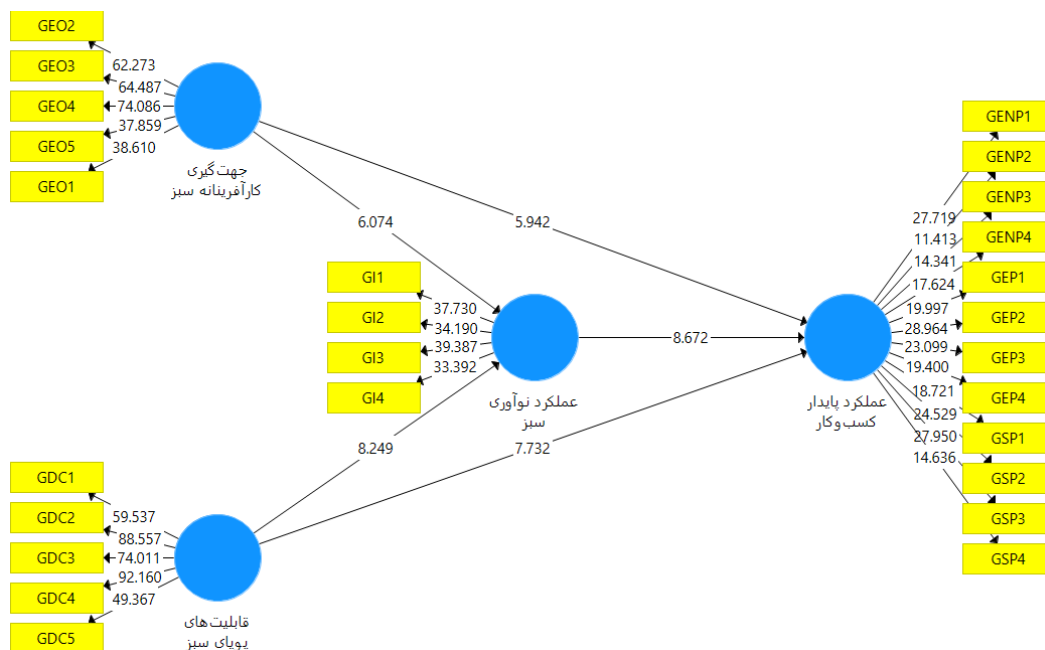 GEO2
GEO3
GEO4
GEO5
GEO1
62.273
64.487
74.086
37.859
38.610
جهت‌گیری
کارآفرینانه سبز
6.074
5.942
GI1
GI2
GI3
GI4
37.730
34.190
39.387
33.392
عملکرد نوآوری
سبز
8.672
8.249
7.732
GDC1
GDC2
GDC3
GDC4
GDC5
59.537
88.557
74.011
92.160
49.367
قابلیت‌های
پویای سبز
عملکرد پایدار
کسب‌وکار
27.719
11.413
14.341
17.624
19.997
28.964
23.099
19.400
18.721
24.529
27.950
14.636
GENP1
GENP2
GENP3
GENP4
GEP1
GEP2
GEP3
GEP4
GSP1
GSP2
GSP3
GSP4